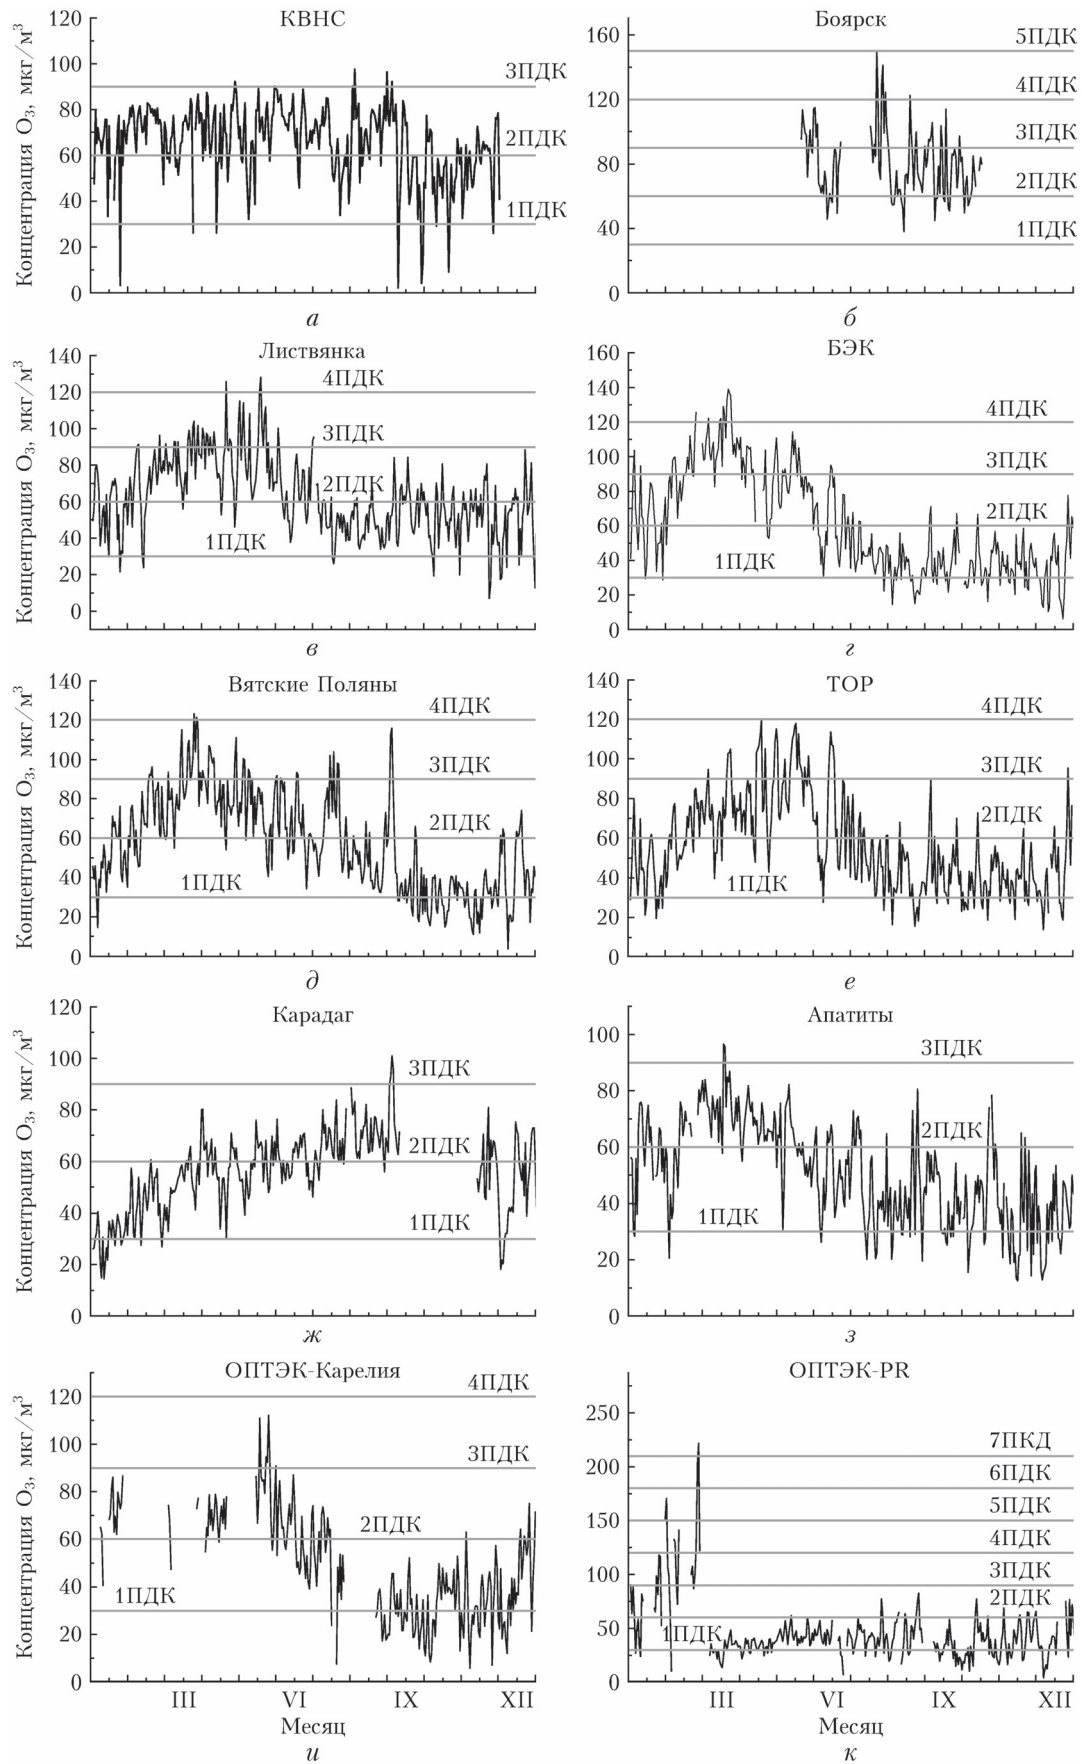 КВНС
Концентрация O₃, мкг/м³
120
100
80
60
40
20
0
3ПДК
2ПДК
1ПДК
а
Боярск
160
120
80
40
0
5ПДК
4ПДК
3ПДК
2ПДК
1ПДК
б
Листвянка
Концентрация O₃, мкг/м³
140
120
100
80
60
40
20
0
4ПДК
3ПДК
2ПДК
1ПДК
в
БЭК
160
140
120
100
80
60
40
20
0
4ПДК
3ПДК
2ПДК
1ПДК
г
Вятские Поляны
Концентрация O₃, мкг/м³
140
120
100
80
60
40
20
0
4ПДК
3ПДК
2ПДК
1ПДК
д
ТОР
140
120
100
80
60
40
20
0
4ПДК
3ПДК
2ПДК
1ПДК
е
Карадаг
Концентрация O₃, мкг/м³
120
100
80
60
40
20
0
3ПДК
2ПДК
1ПДК
ж
Апатиты
100
80
60
40
20
0
3ПДК
2ПДК
1ПДК
з
ОПТЭК-Карелия
Концентрация O₃, мкг/м³
120
100
80
60
40
20
0
4ПДК
3ПДК
2ПДК
1ПДК
III VI IX XII
Месяц
и
ОПТЭК-PR
250
200
150
100
50
0
7ПКД
6ПДК
5ПДК
4ПДК
3ПДК
2ПДК
1ПДК
III VI IX XII
Месяц
к